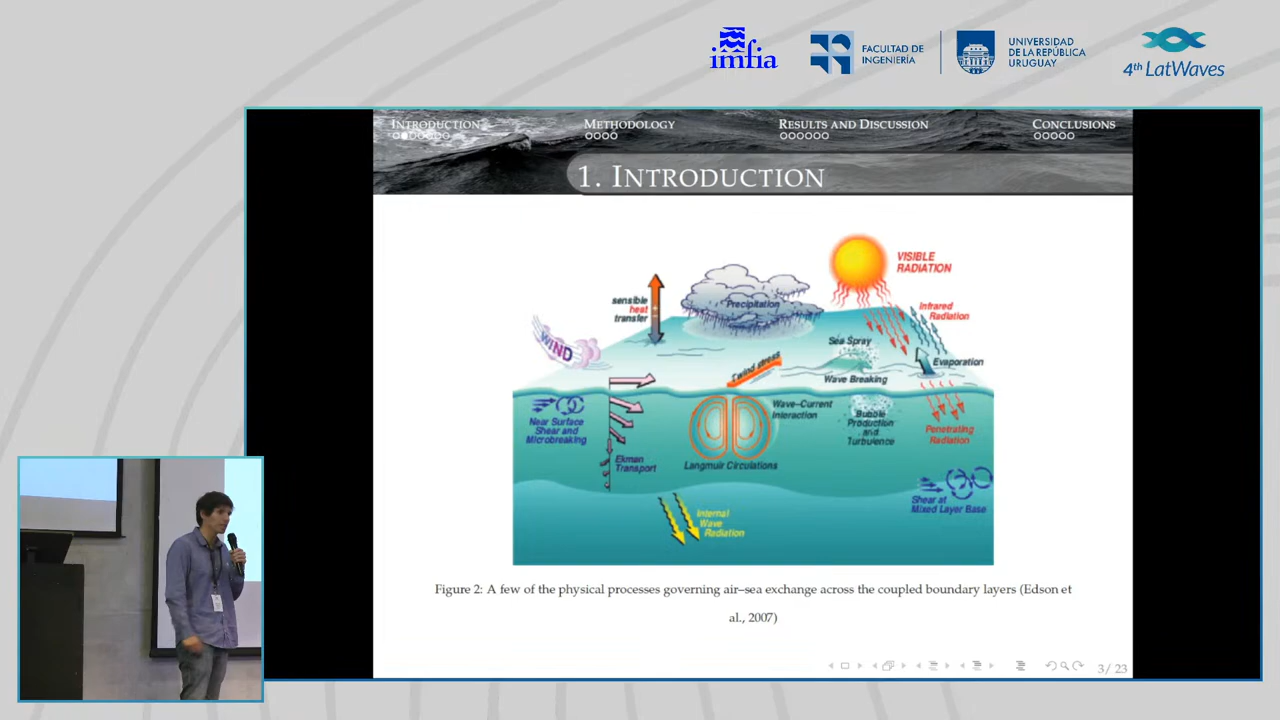 imfia
FACULTAD DE
INGENIERÍA
UNIVERSIDAD
DE LA REPÚBLICA
URUGUAY
4th LatWaves
INTRODUCTION
METHODOLOGY
RESULTS AND DISCUSSION
CONCLUSIONS
1. INTRODUCTION
VISIBLE
RADIATION
sensible
heat
transfer
Precipitation
Infrared
Radiation
WIND
Sea Spray
wind stress
Evaporation
Wave Breaking
Wave–Current
Interaction
Near Surface
Shear and
Microbreaking
Bubble
Production
and
Turbulence
Penetrating
Radiation
Ekman
Transport
Langmuir Circulations
Shear at
Mixed Layer Base
Internal
Wave
Radiation
Figure 2: A few of the physical processes governing air–sea exchange across the coupled boundary layers (Edson et
al., 2007)
3/ 23